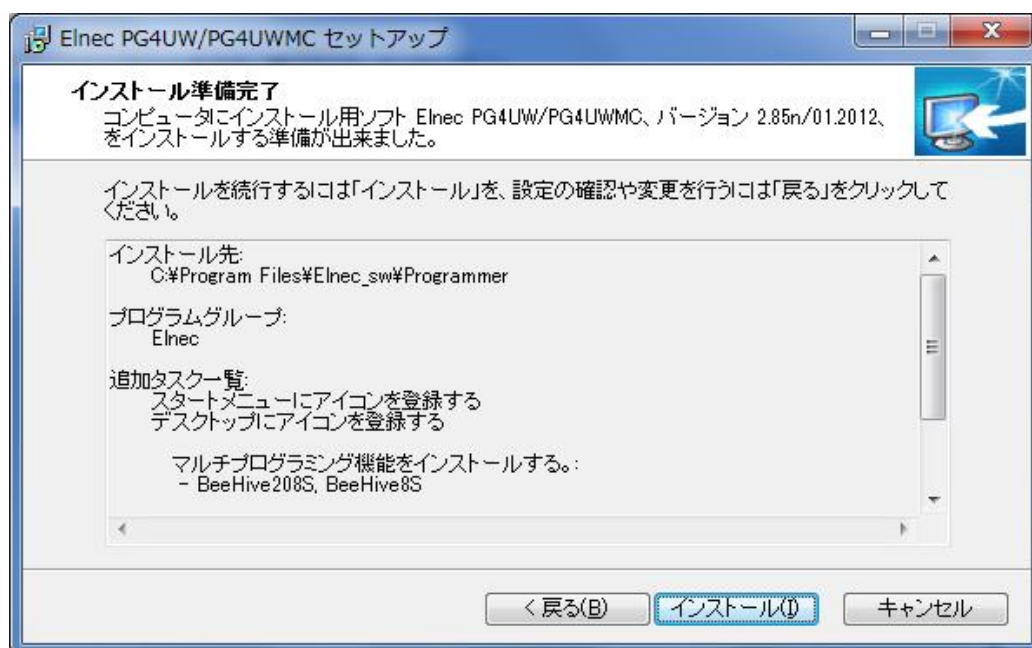 Elnec PG4UW/PG4UWMC セットアップ
インストール準備完了
コンピュータにインストール用ソフト Elnec PG4UW/PG4UWMC、バージョン 2.85n/01.2012、
をインストールする準備が出来ました。
インストールを続行するには「インストール」を、設定の確認や変更を行うには「戻る」をクリックして
ください。
インストール先:
C:¥Program Files¥Elnec_sw¥Programmer
プログラムグループ:
Elnec
追加タスク一覧:
スタートメニューにアイコンを登録する
デスクトップにアイコンを登録する
マルチプログラミング機能をインストールする。:
- BeeHive208S, BeeHive8S
< 戻る(B)
インストール(I)
キャンセル